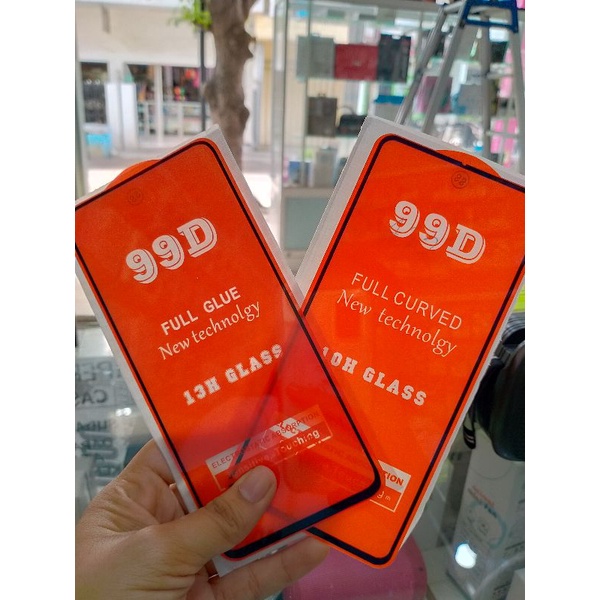 99D
FULL GLUE
New technolgy
13H GLASS
99D
FULL CURVED
New technolgy
10H GLASS